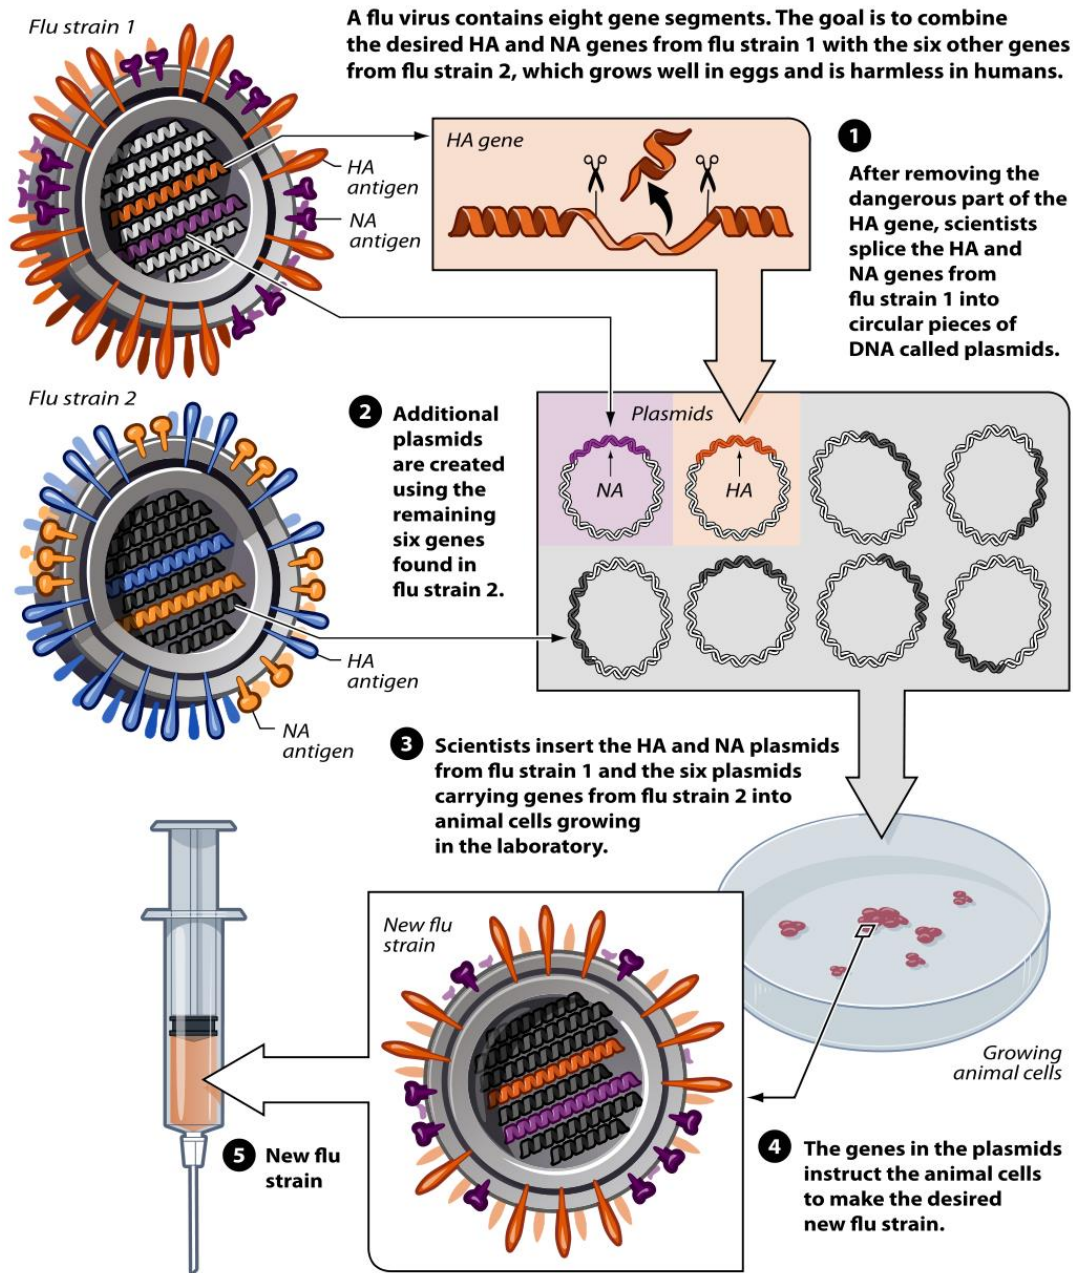 Flu strain 1
A flu virus contains eight gene segments. The goal is to combine
the desired HA and NA genes from flu strain 1 with the six other genes
from flu strain 2, which grows well in eggs and is harmless in humans.
HA gene
HA
antigen
NA
antigen
1
After removing the
dangerous part of the
HA gene, scientists
splice the HA and
NA genes from
flu strain 1 into
circular pieces of
DNA called plasmids.
Flu strain 2
2 Additional
plasmids
are created
using the
remaining
six genes
found in
flu strain 2.
Plasmids
NA
HA
HA
antigen
NA
antigen
3 Scientists insert the HA and NA plasmids
from flu strain 1 and the six plasmids
carrying genes from flu strain 2 into
animal cells growing
in the laboratory.
New flu
strain
Growing
animal cells
4 The genes in the plasmids
instruct the animal cells
to make the desired
new flu strain.
5 New flu
strain